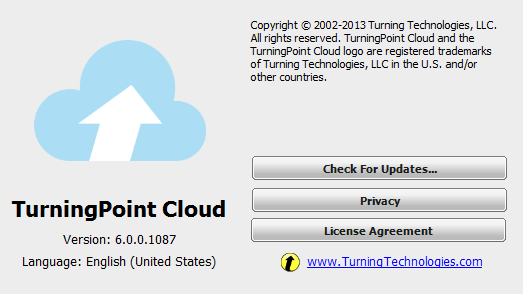 Copyright © 2002-2013 Turning Technologies, LLC.
All rights reserved. TurningPoint Cloud and the
TurningPoint Cloud logo are registered trademarks
of Turning Technologies, LLC in the U.S. and/or
other countries.
Check For Updates...
TurningPoint Cloud
Privacy
Version: 6.0.0.1087
License Agreement
Language: English (United States)
www.TurningTechnologies.com